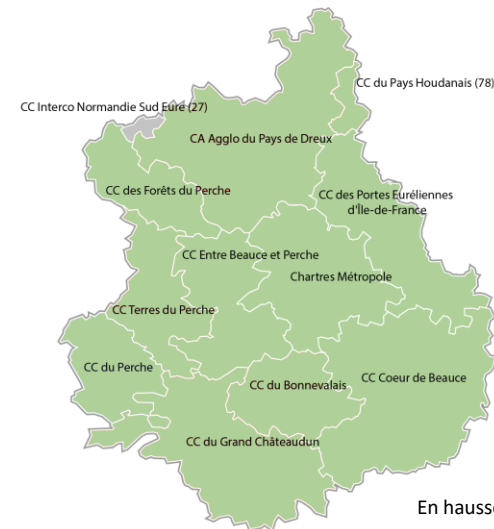 CC du Pays Houdanais (78)
CC Interco Normandie Sud Eure (27)
CA Agglo du Pays de Dreux
CC des Forêts du Perche
CC des Portes Euréliennes
d'Île-de-France
CC Entre Beauce et Perche
Chartres Métropole
CC Terres du Perche
CC du Perche
CC du Bonnevalais
CC Coeur de Beauce
CC du Grand Châteaudun
En hausse